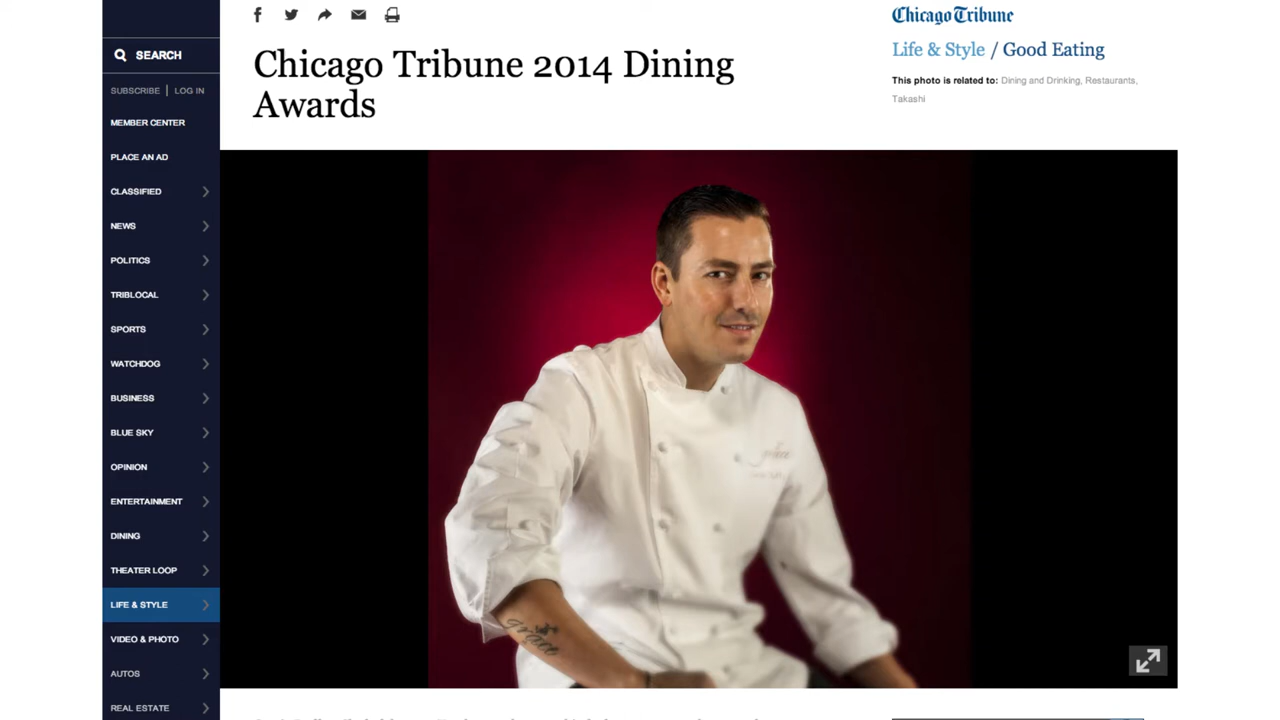 SEARCH
SUBSCRIBE | LOG IN
MEMBER CENTER
PLACE AN AD
CLASSIFIED
NEWS
POLITICS
TRIBLOCAL
SPORTS
WATCHDOG
BUSINESS
BLUE SKY
OPINION
ENTERTAINMENT
DINING
THEATER LOOP
LIFE & STYLE
VIDEO & PHOTO
AUTOS
REAL ESTATE
Chicago Tribune 2014 Dining
Awards
grace
Chicago Tribune
Life & Style / Good Eating
This photo is related to: Dining and Drinking, Restaurants,
Takashi